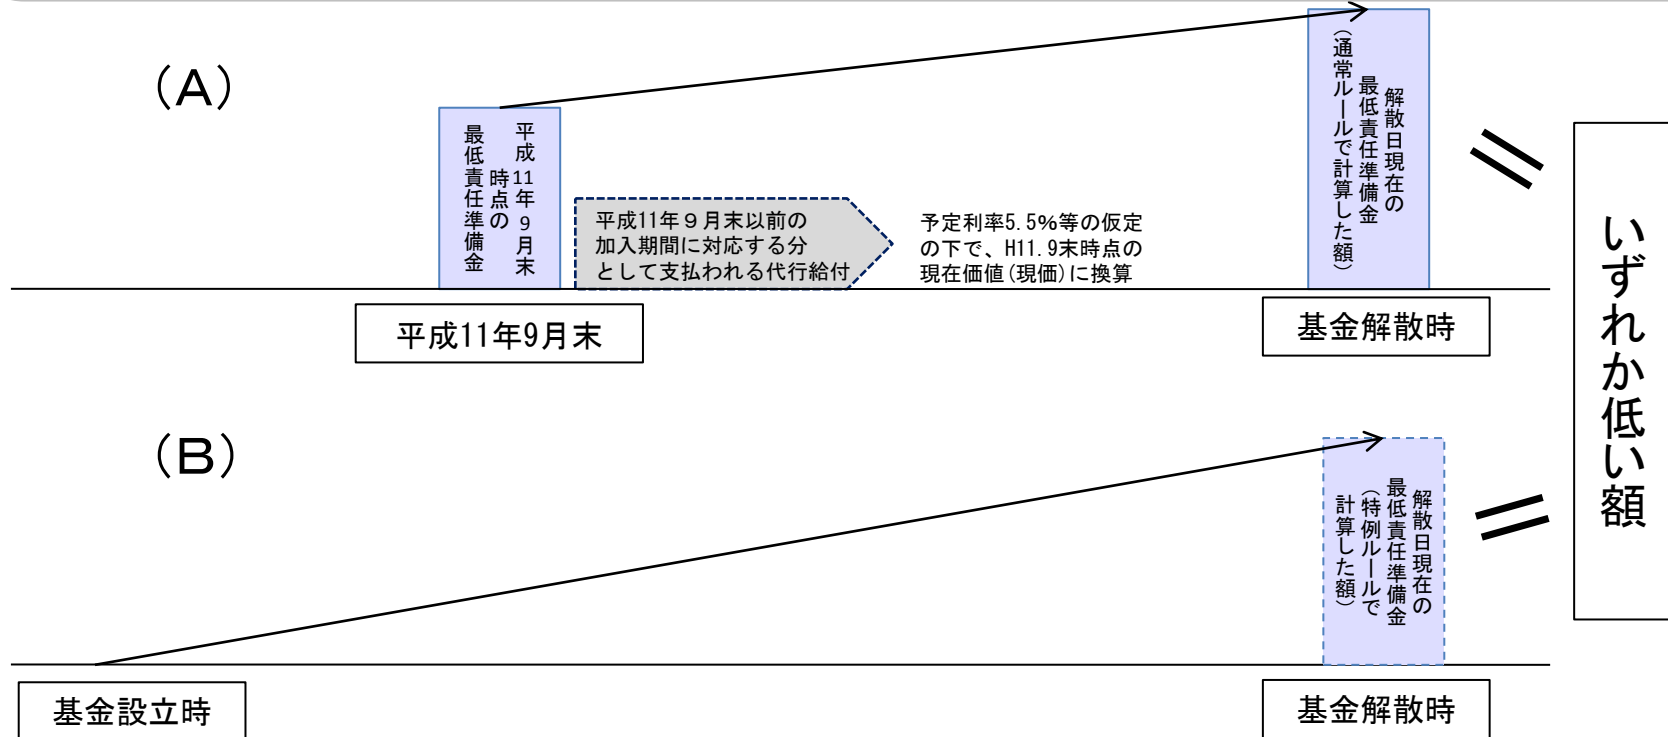 （A）
平成11年9月末
時点の
最低責任準備金
平成11年９月末以前の
加入期間に対応する分
として支払われる代行給付
予定利率5.5%等の仮定
の下で、H11.9末時点の
現在価値(現価)に換算
解散日現在の
最低責任準備金
（通常ルールで計算した額）
平成11年9月末
基金解散時
いずれか低い額
（B）
解散日現在の
最低責任準備金
（特例ルールで
計算した額）
基金設立時
基金解散時